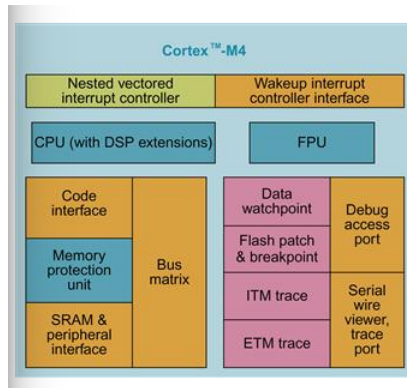 Cortex™-M4
Nested vectored
interrupt controller
Wakeup interrupt
controller interface
CPU (with DSP extensions)
FPU
Code
interface
Memory
protection
unit
SRAM &
peripheral
interface
Bus
matrix
Data
watchpoint
Flash patch
& breakpoint
ITM trace
ETM trace
Debug
access
port
Serial
wire
viewer,
trace
port